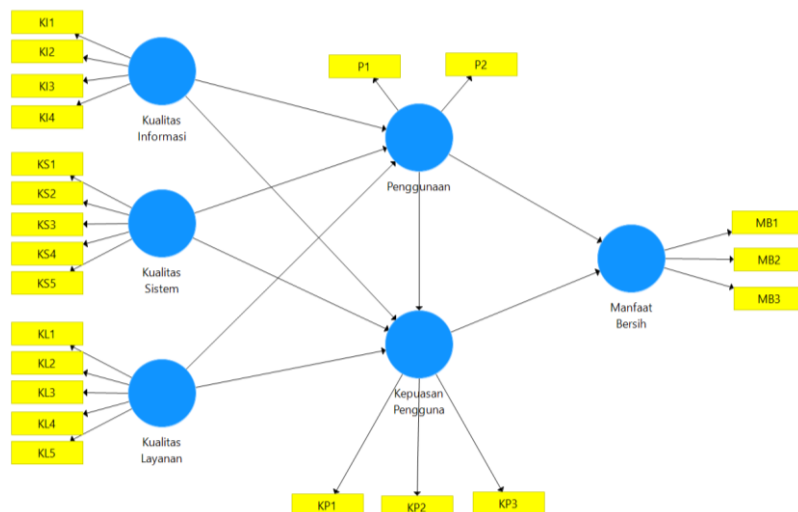 KI1
KI2
KI3
KI4
Kualitas
Informasi
KS1
KS2
KS3
KS4
KS5
Kualitas
Sistem
KL1
KL2
KL3
KL4
KL5
Kualitas
Layanan
P1
P2
Penggunaan
Kepuasan
Pengguna
KP1
KP2
KP3
Manfaat
Bersih
MB1
MB2
MB3